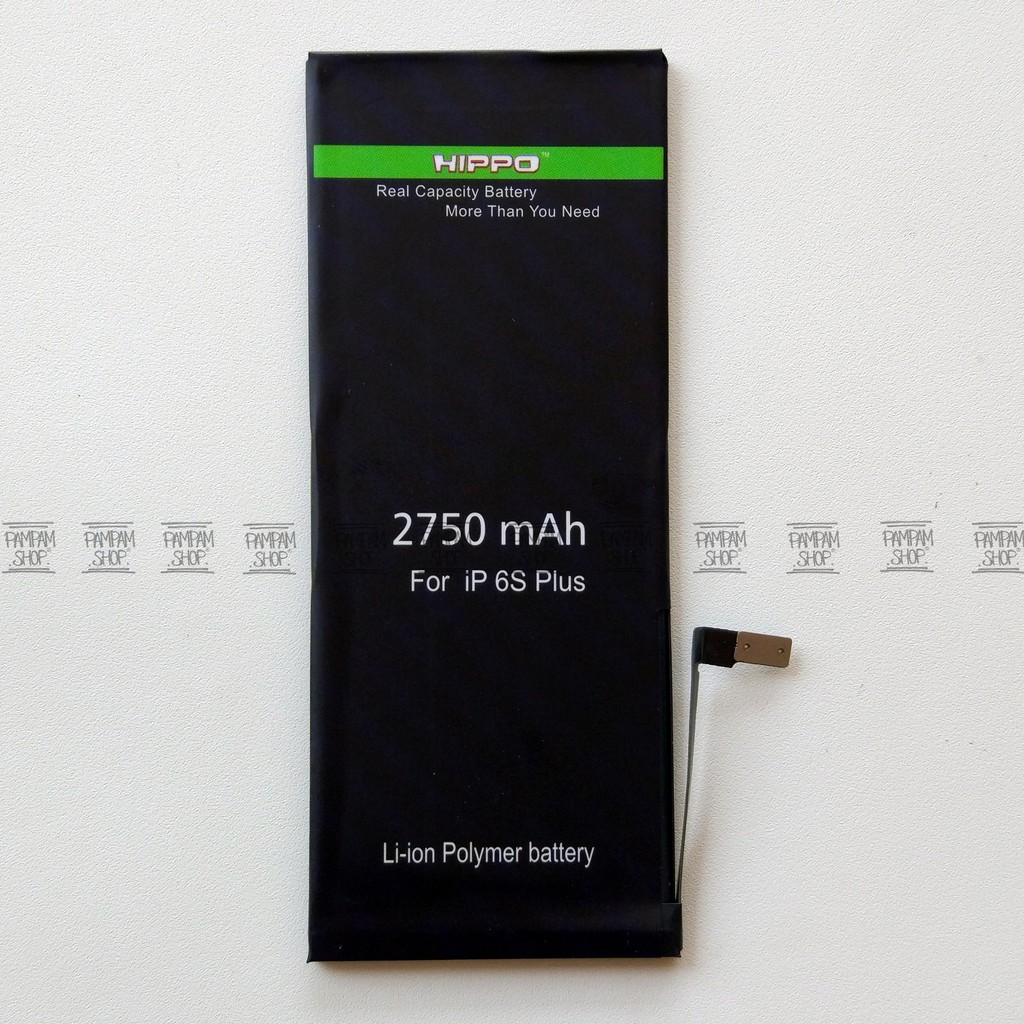 HIPPO™
Real Capacity Battery
More Than You Need
2750 mAh
For iP 6S Plus
Li-ion Polymer battery
PAMPAM SHOP® PAMPAM SHOP® PAMPAM SHOP® PAMPAM SHOP® PAMPAM SHOP® PAMPAM SHOP® PAMPAM SHOP® PAMPAM SHOP®